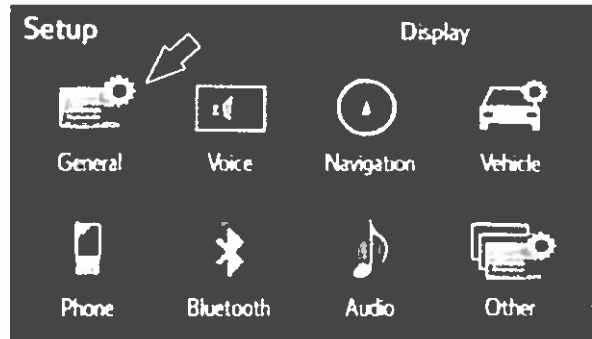 Setup Display
General Voice Navigation Vehicle
Phone Bluetooth Audio Other